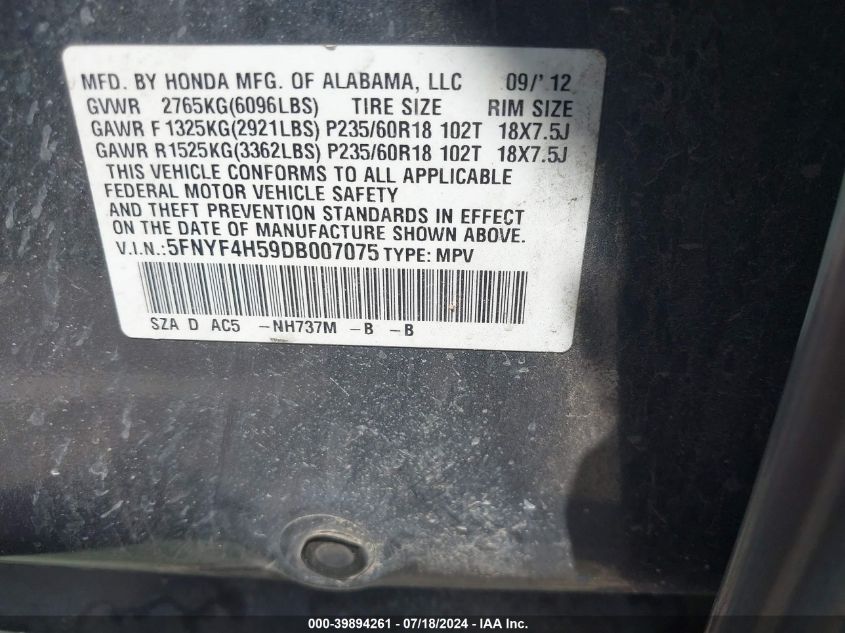 MFD. BY HONDA MFG. OF ALABAMA, LLC 09/'12
GVWR 2765KG(6096LBS) TIRE SIZE RIM SIZE
GAWR F 1325KG(2921LBS) P235/60R18 102T 18X7.5J
GAWR R1525KG(3362LBS) P235/60R18 102T 18X7.5J
THIS VEHICLE CONFORMS TO ALL APPLICABLE
FEDERAL MOTOR VEHICLE SAFETY
AND THEFT PREVENTION STANDARDS IN EFFECT
ON THE DATE OF MANUFACTURE SHOWN ABOVE.
V.I.N.:5FNYF4H59DB007075 TYPE: MPV
SZA D AC5 -NH737M -B -B
000-39894261 / 07/18/2024 - IAA Inc.